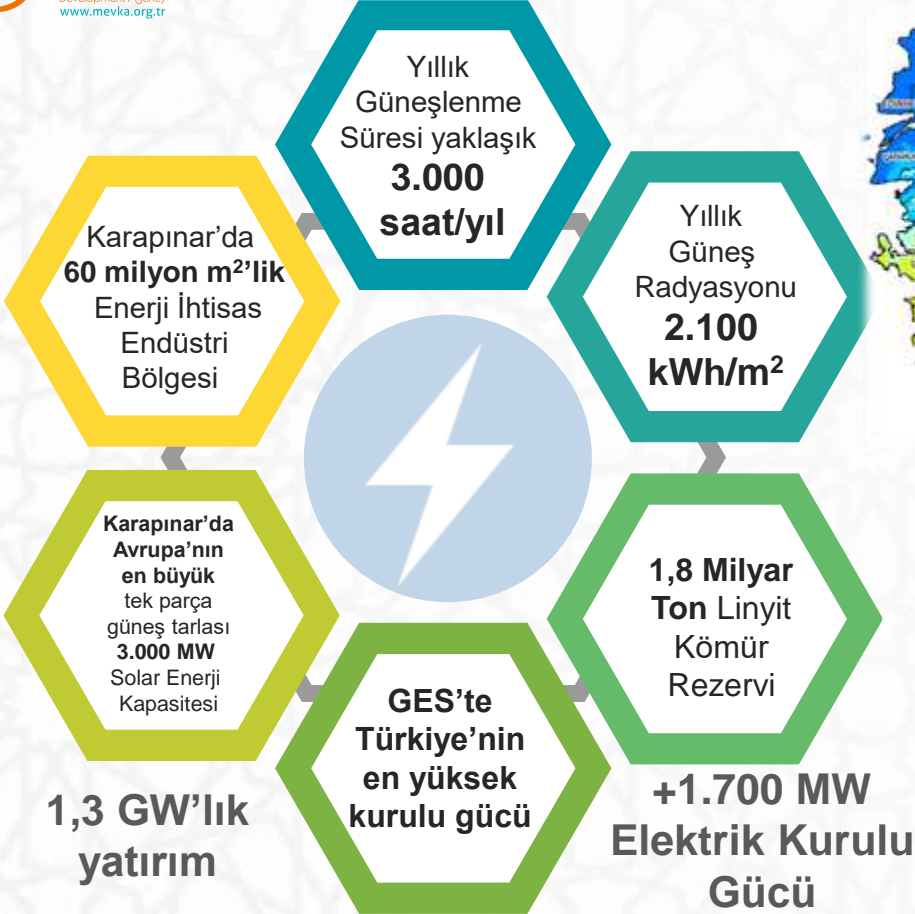 www.mevka.org.tr
Yıllık
Güneşlenme
Süresi yaklaşık
3.000
saat/yıl
Yıllık
Güneş
Radyasyonu
2.100
kWh/m²
1,8 Milyar
Ton Linyit
Kömür
Rezervi
+1.700 MW
Elektrik Kurulu
Gücü
GES’te
Türkiye’nin
en yüksek
kurulu gücü
Karapınar’da
Avrupa’nın
en büyük
tek parça
güneş tarlası
3.000 MW
Solar Enerji
Kapasitesi
1,3 GW’lık
yatırım
Karapınar’da
60 milyon m²’lik
Enerji İhtisas
Endüstri
Bölgesi